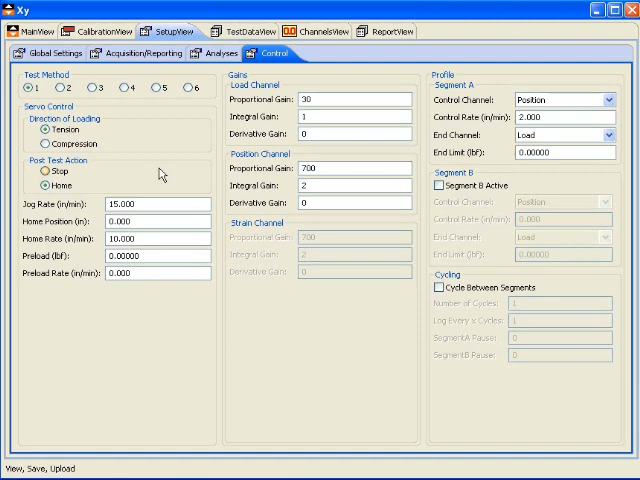 Xy
MainView CalibrationView SetupView TestDataView ChannelsView ReportView
Global Settings Acquisition/Reporting Analyses Control
Test Method
1 2 3 4 5 6
Servo Control
Direction of Loading
Tension
Compression
Post Test Action
Stop
Home
Jog Rate (in/min): 15.000
Home Position (in): 0.000
Home Rate (in/min): 10.000
Preload (lbf): 0.00000
Preload Rate (in/min): 0.000
Gains
Load Channel
Proportional Gain: 30
Integral Gain: 1
Derivative Gain: 0
Position Channel
Proportional Gain: 700
Integral Gain: 2
Derivative Gain: 0
Strain Channel
Proportional Gain: 700
Integral Gain: 2
Derivative Gain: 0
Profile
Segment A
Control Channel: Position
Control Rate (in/min): 2.000
End Channel: Load
End Limit (lbf): 0.00000
Segment B
Segment B Active
Control Channel: Position
Control Rate (in/min): 0.000
End Channel: Load
End Limit (lbf): 0.00000
Cycling
Cycle Between Segments
Number of Cycles: 1
Log Every x Cycles: 1
SegmentA Pause: 0
SegmentB Pause: 0
View, Save, Upload